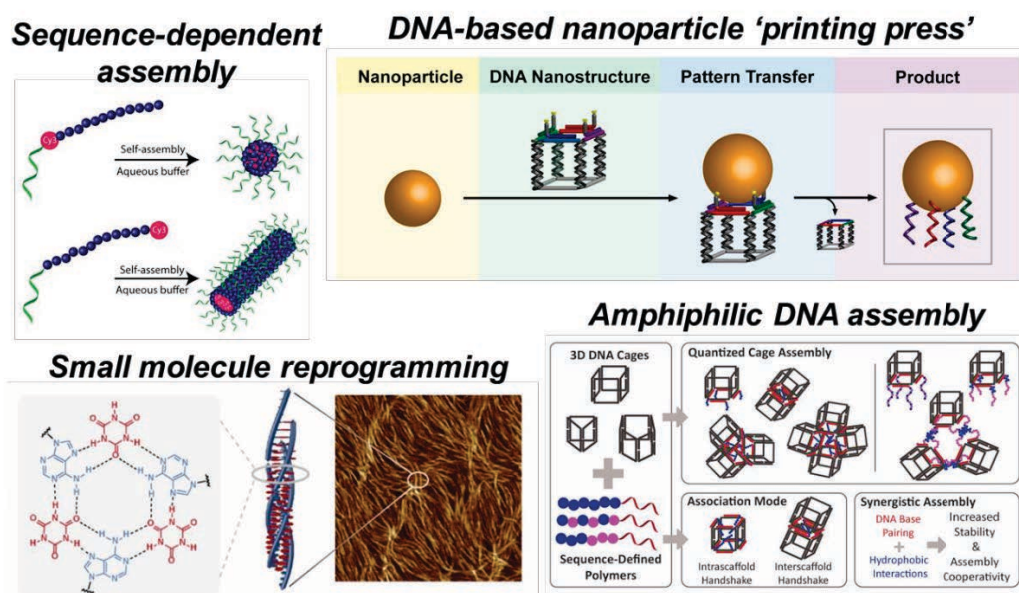 Sequence-dependent
assembly
Cy3
Self-assembly
Aqueous buffer
Cy3
Self-assembly
Aqueous buffer
DNA-based nanoparticle ‘printing press’
Nanoparticle
DNA Nanostructure
Pattern Transfer
Product
Small molecule reprogramming
Amphiphilic DNA assembly
3D DNA Cages
Sequence-Defined
Polymers
Quantized Cage Assembly
Association Mode
Intrascaffold
Handshake
Interscaffold
Handshake
Synergistic Assembly
DNA Base
Pairing
+
Hydrophobic
Interactions
Increased
Stability
&
Assembly
Cooperativity